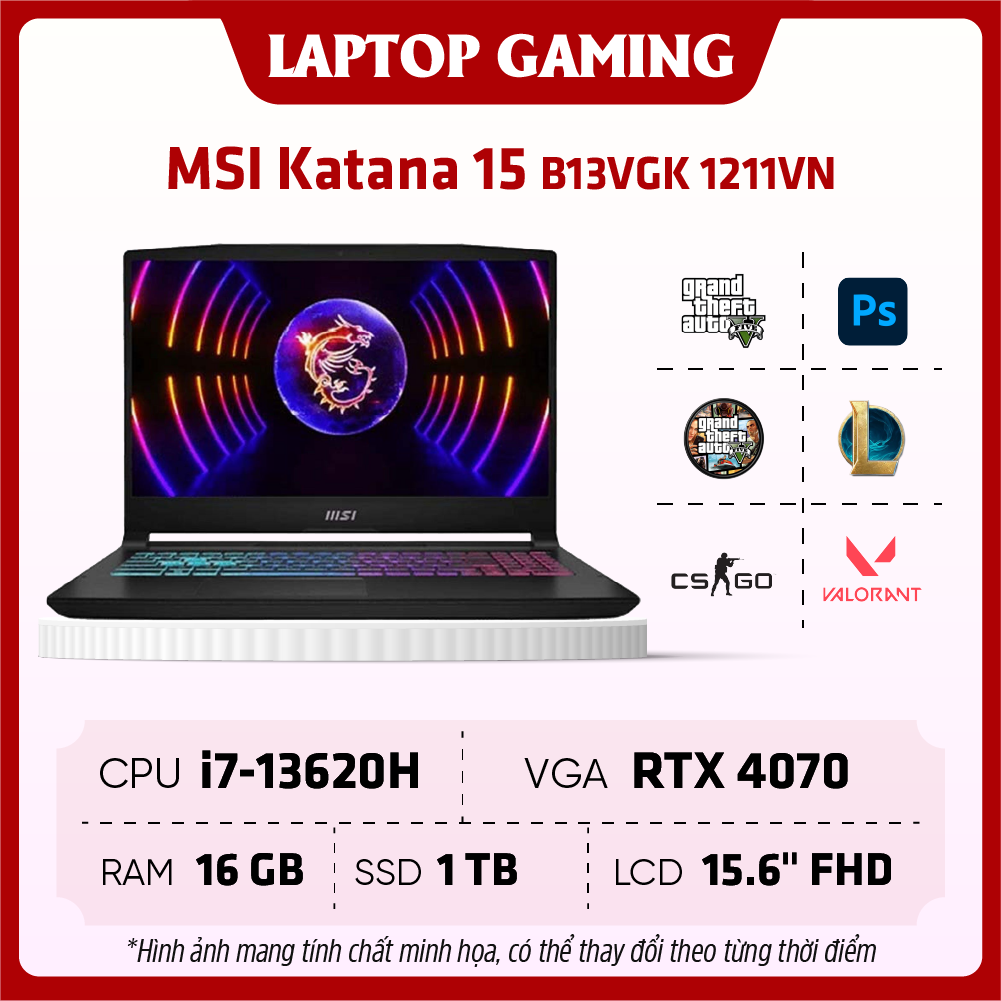 LAPTOP GAMING
MSI Katana 15 B13VGK 1211VN
grand
theft
auto
FIVE
Ps
msi
grand
theft
auto
V
L
CS GO
VALORANT
CPU i7-13620H
VGA RTX 4070
RAM 16 GB
SSD 1 TB
LCD 15.6" FHD
*Hình ảnh mang tính chất minh họa, có thể thay đổi theo từng thời điểm